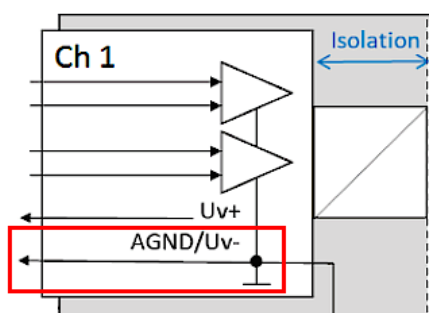 Ch 1
Isolation
Uv+
AGND/Uv-